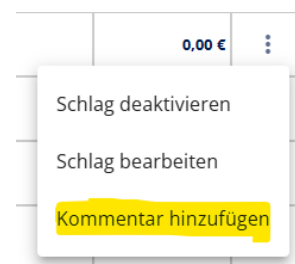 0,00 €
Schlag deaktivieren
Schlag bearbeiten
Kommentar hinzufügen